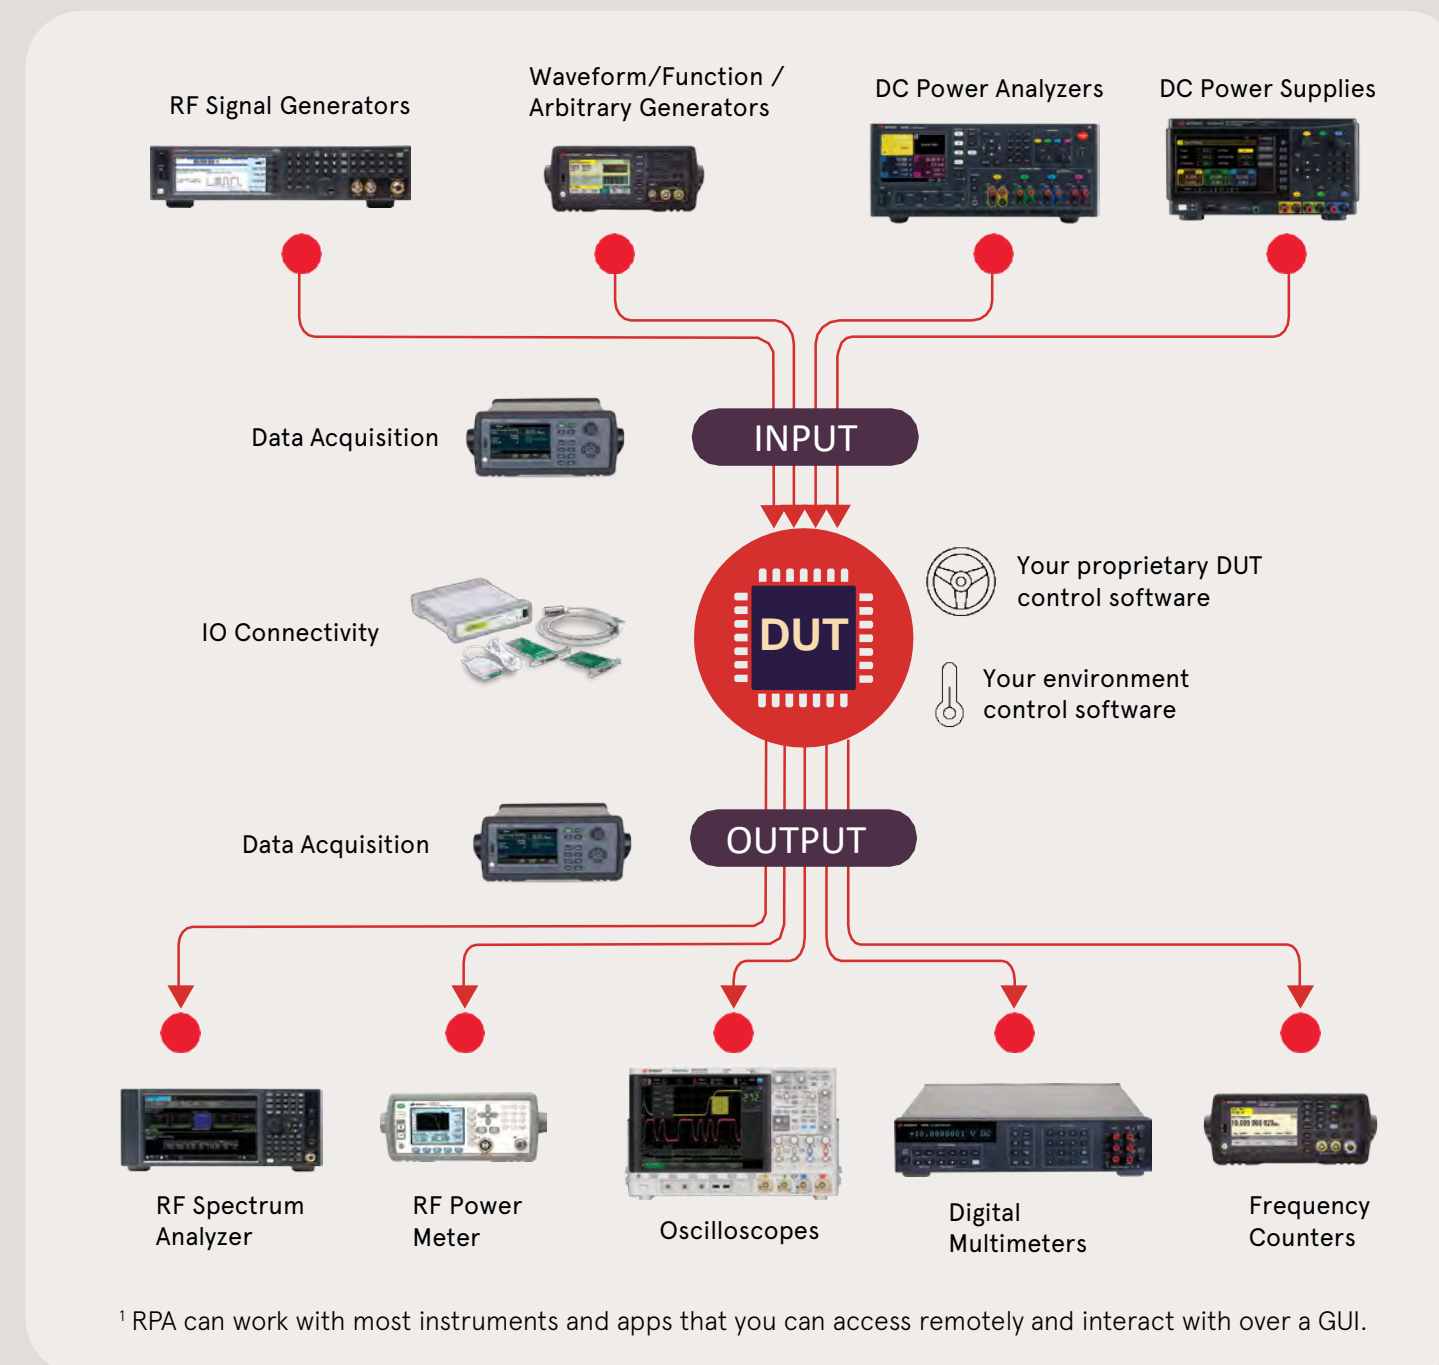 RF Signal Generators
Waveform/Function /
Arbitrary Generators
DC Power Analyzers
DC Power Supplies
Data Acquisition
INPUT
IO Connectivity
DUT
Your proprietary DUT
control software
Your environment
control software
Data Acquisition
OUTPUT
RF Spectrum
Analyzer
RF Power
Meter
Oscilloscopes
Digital
Multimeters
Frequency
Counters
¹ RPA can work with most instruments and apps that you can access remotely and interact with over a GUI.